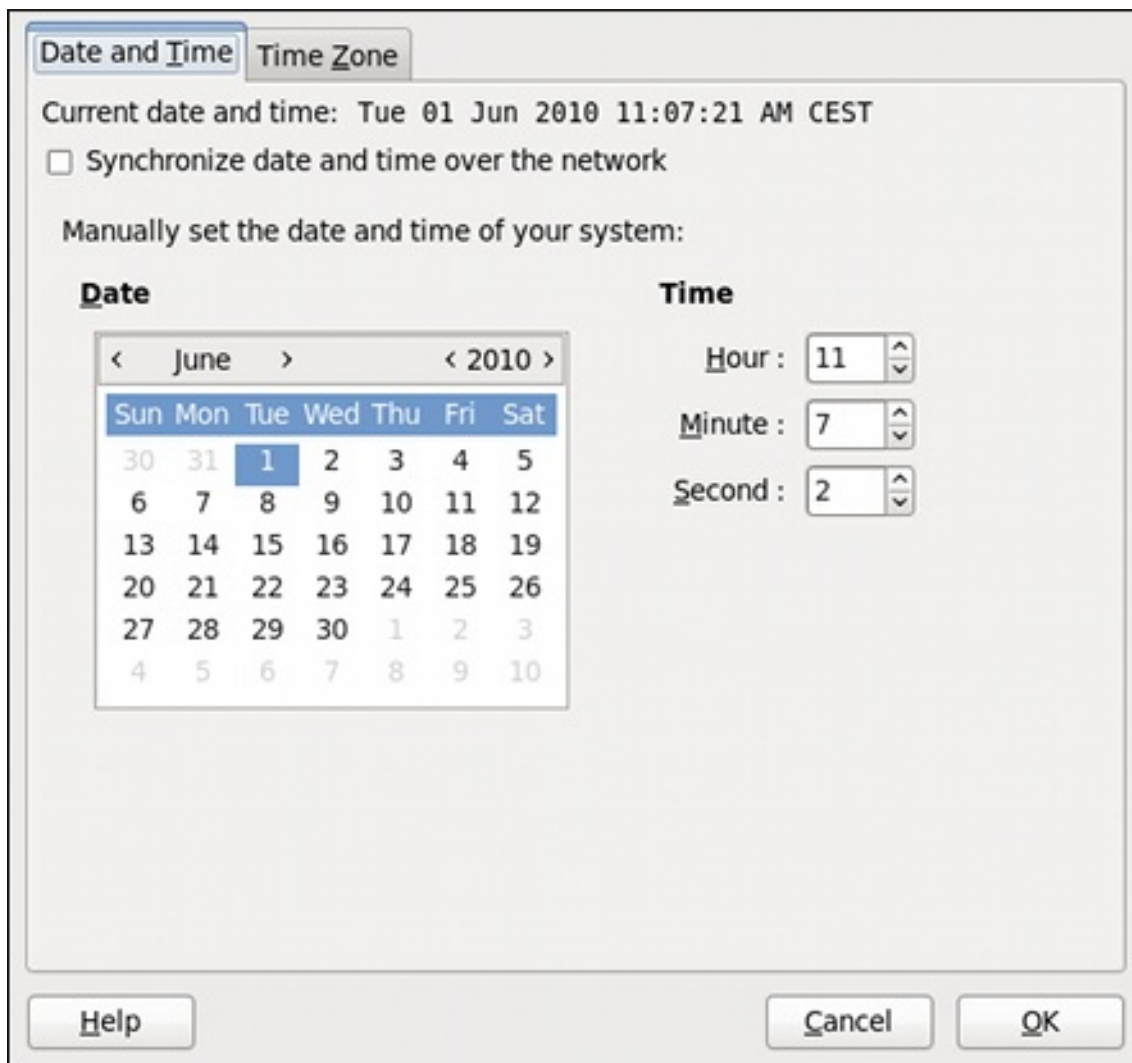 Date and Time Time Zone
Current date and time: Tue 01 Jun 2010 11:07:21 AM CEST
Synchronize date and time over the network
Manually set the date and time of your system:
Date Time
< June > < 2010 > Hour : 11
Sun Mon Tue Wed Thu Fri Sat Minute : 7
30 31 1 2 3 4 5 Second : 2
6 7 8 9 10 11 12
13 14 15 16 17 18 19
20 21 22 23 24 25 26
27 28 29 30 1 2 3
4 5 6 7 8 9 10
Help Cancel OK